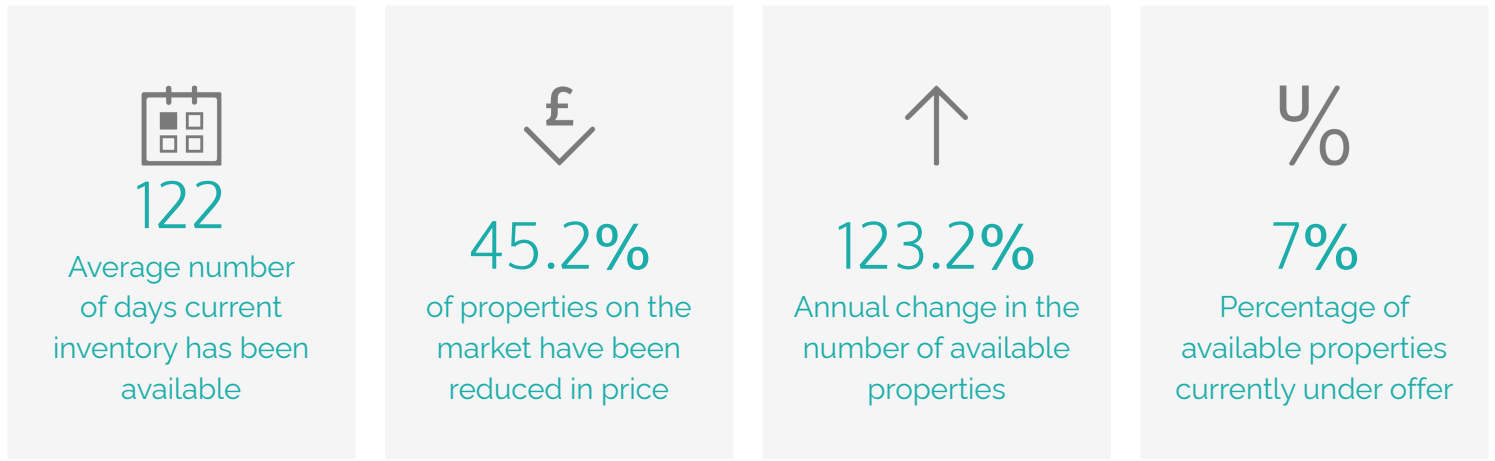 122
Average number
of days current
inventory has been
available
£
45.2%
of properties on the
market have been
reduced in price
123.2%
Annual change in the
number of available
properties
U%
7%
Percentage of
available properties
currently under offer